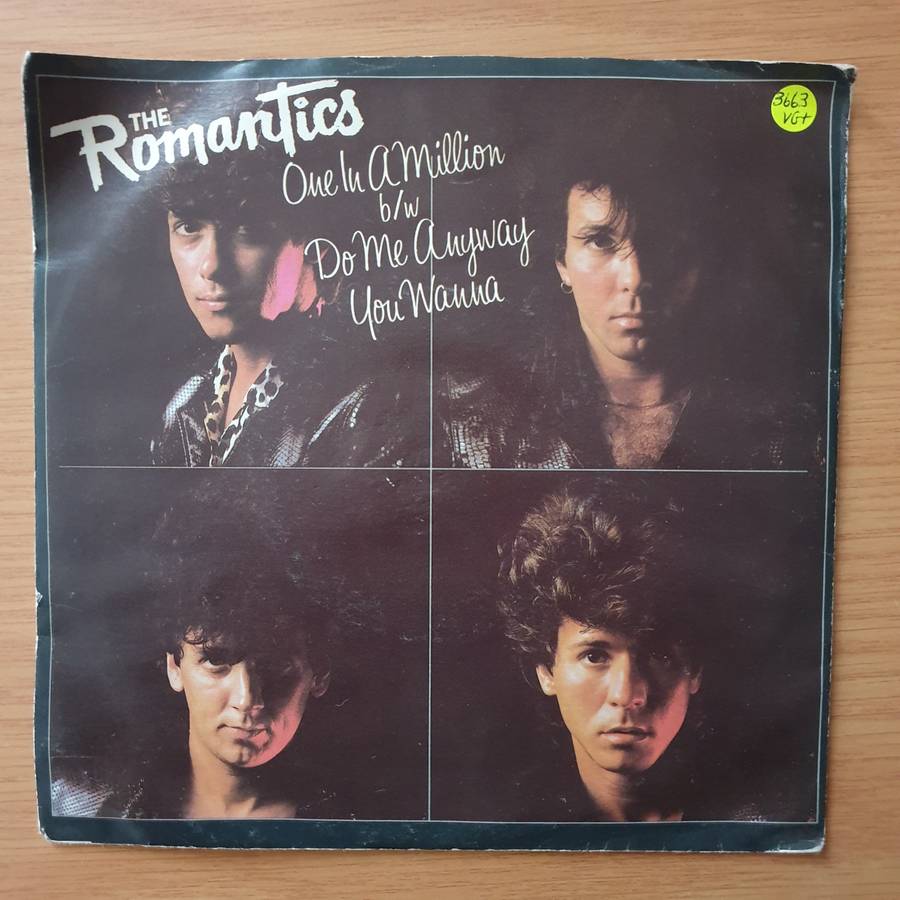 THE
Romantics
One In A Million
b/w
Do Me Anyway
You Wanna
3663
VG+